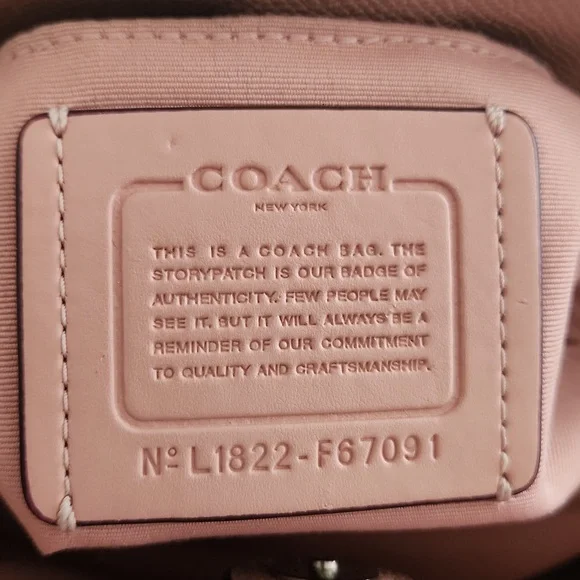 COACH
NEW YORK
THIS IS A COACH BAG. THE
STORYPATCH IS OUR BADGE OF
AUTHENTICITY. FEW PEOPLE MAY
SEE IT. BUT IT WILL ALWAYS BE A
REMINDER OF OUR COMMITMENT
TO QUALITY AND CRAFTSMANSHIP.
Nº L1822-F67091